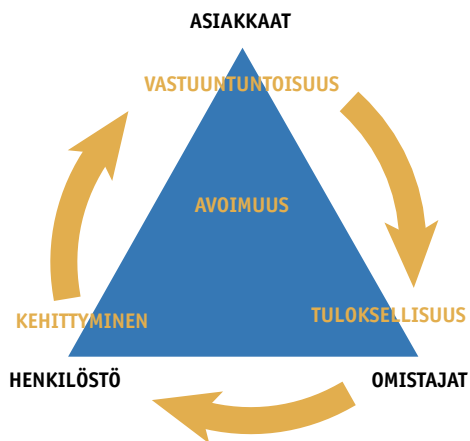 ASIAKKAAT
VASTUUNTUNTOISUUS
AVOIMUUS
KEHITTYMINEN
TULOKSELLISUUS
HENKILÖSTÖ
OMISTAJAT